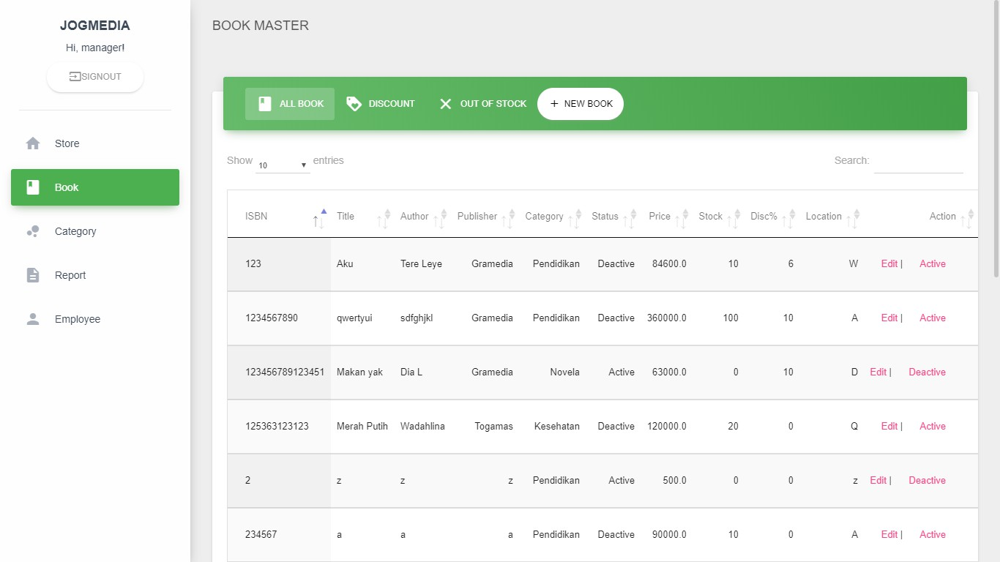 JOGMEDIA
Hi, manager!
SIGNOUT
Store
Book
Category
Report
Employee
BOOK MASTER
ALL BOOK DISCOUNT OUT OF STOCK + NEW BOOK
Show 10 entries Search:
ISBN Title Author Publisher Category Status Price Stock Disc% Location Action
123 Aku Tere Leye Gramedia Pendidikan Deactive 84600.0 10 6 W Edit | Active
1234567890 qwertyui sdfghjkl Gramedia Pendidikan Deactive 360000.0 100 10 A Edit | Active
123456789123451 Makan yak Dia L Gramedia Novela Active 63000.0 0 10 D Edit | Deactive
125363123123 Merah Putih Wadahlina Togamas Kesehatan Deactive 120000.0 20 0 Q Edit | Active
2 z z z Pendidikan Active 500.0 0 0 z Edit | Deactive
234567 a a a Pendidikan Deactive 90000.0 10 0 A Edit | Active